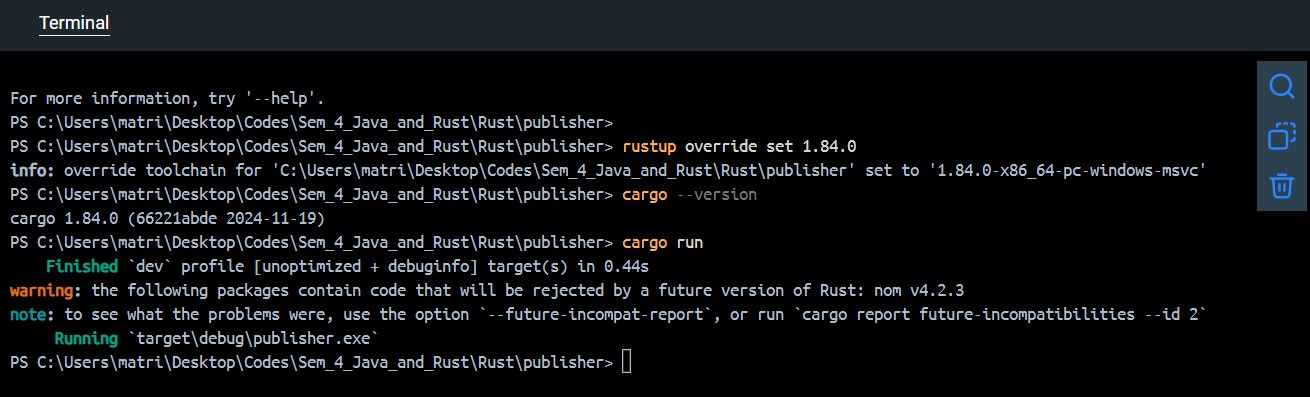 Terminal
For more information, try '--help'.
PS C:\Users\matri\Desktop\Codes\Sem_4_Java_and_Rust\Rust\publisher>
PS C:\Users\matri\Desktop\Codes\Sem_4_Java_and_Rust\Rust\publisher> rustup override set 1.84.0
info: override toolchain for 'C:\Users\matri\Desktop\Codes\Sem_4_Java_and_Rust\Rust\publisher' set to '1.84.0-x86_64-pc-windows-msvc'
PS C:\Users\matri\Desktop\Codes\Sem_4_Java_and_Rust\Rust\publisher> cargo --version
cargo 1.84.0 (66221abde 2024-11-19)
PS C:\Users\matri\Desktop\Codes\Sem_4_Java_and_Rust\Rust\publisher> cargo run
    Finished `dev` profile [unoptimized + debuginfo] target(s) in 0.44s
warning: the following packages contain code that will be rejected by a future version of Rust: nom v4.2.3
note: to see what the problems were, use the option `--future-incompat-report`, or run `cargo report future-incompatibilities --id 2`
     Running `target\debug\publisher.exe`
PS C:\Users\matri\Desktop\Codes\Sem_4_Java_and_Rust\Rust\publisher>